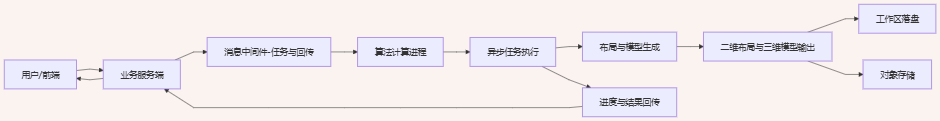 用户/前端
业务服务端
消息中间件-任务与回传
算法计算进程
异步任务执行
布局与模型生成
进度与结果回传
二维布局与三维模型输出
工作区落盘
对象存储